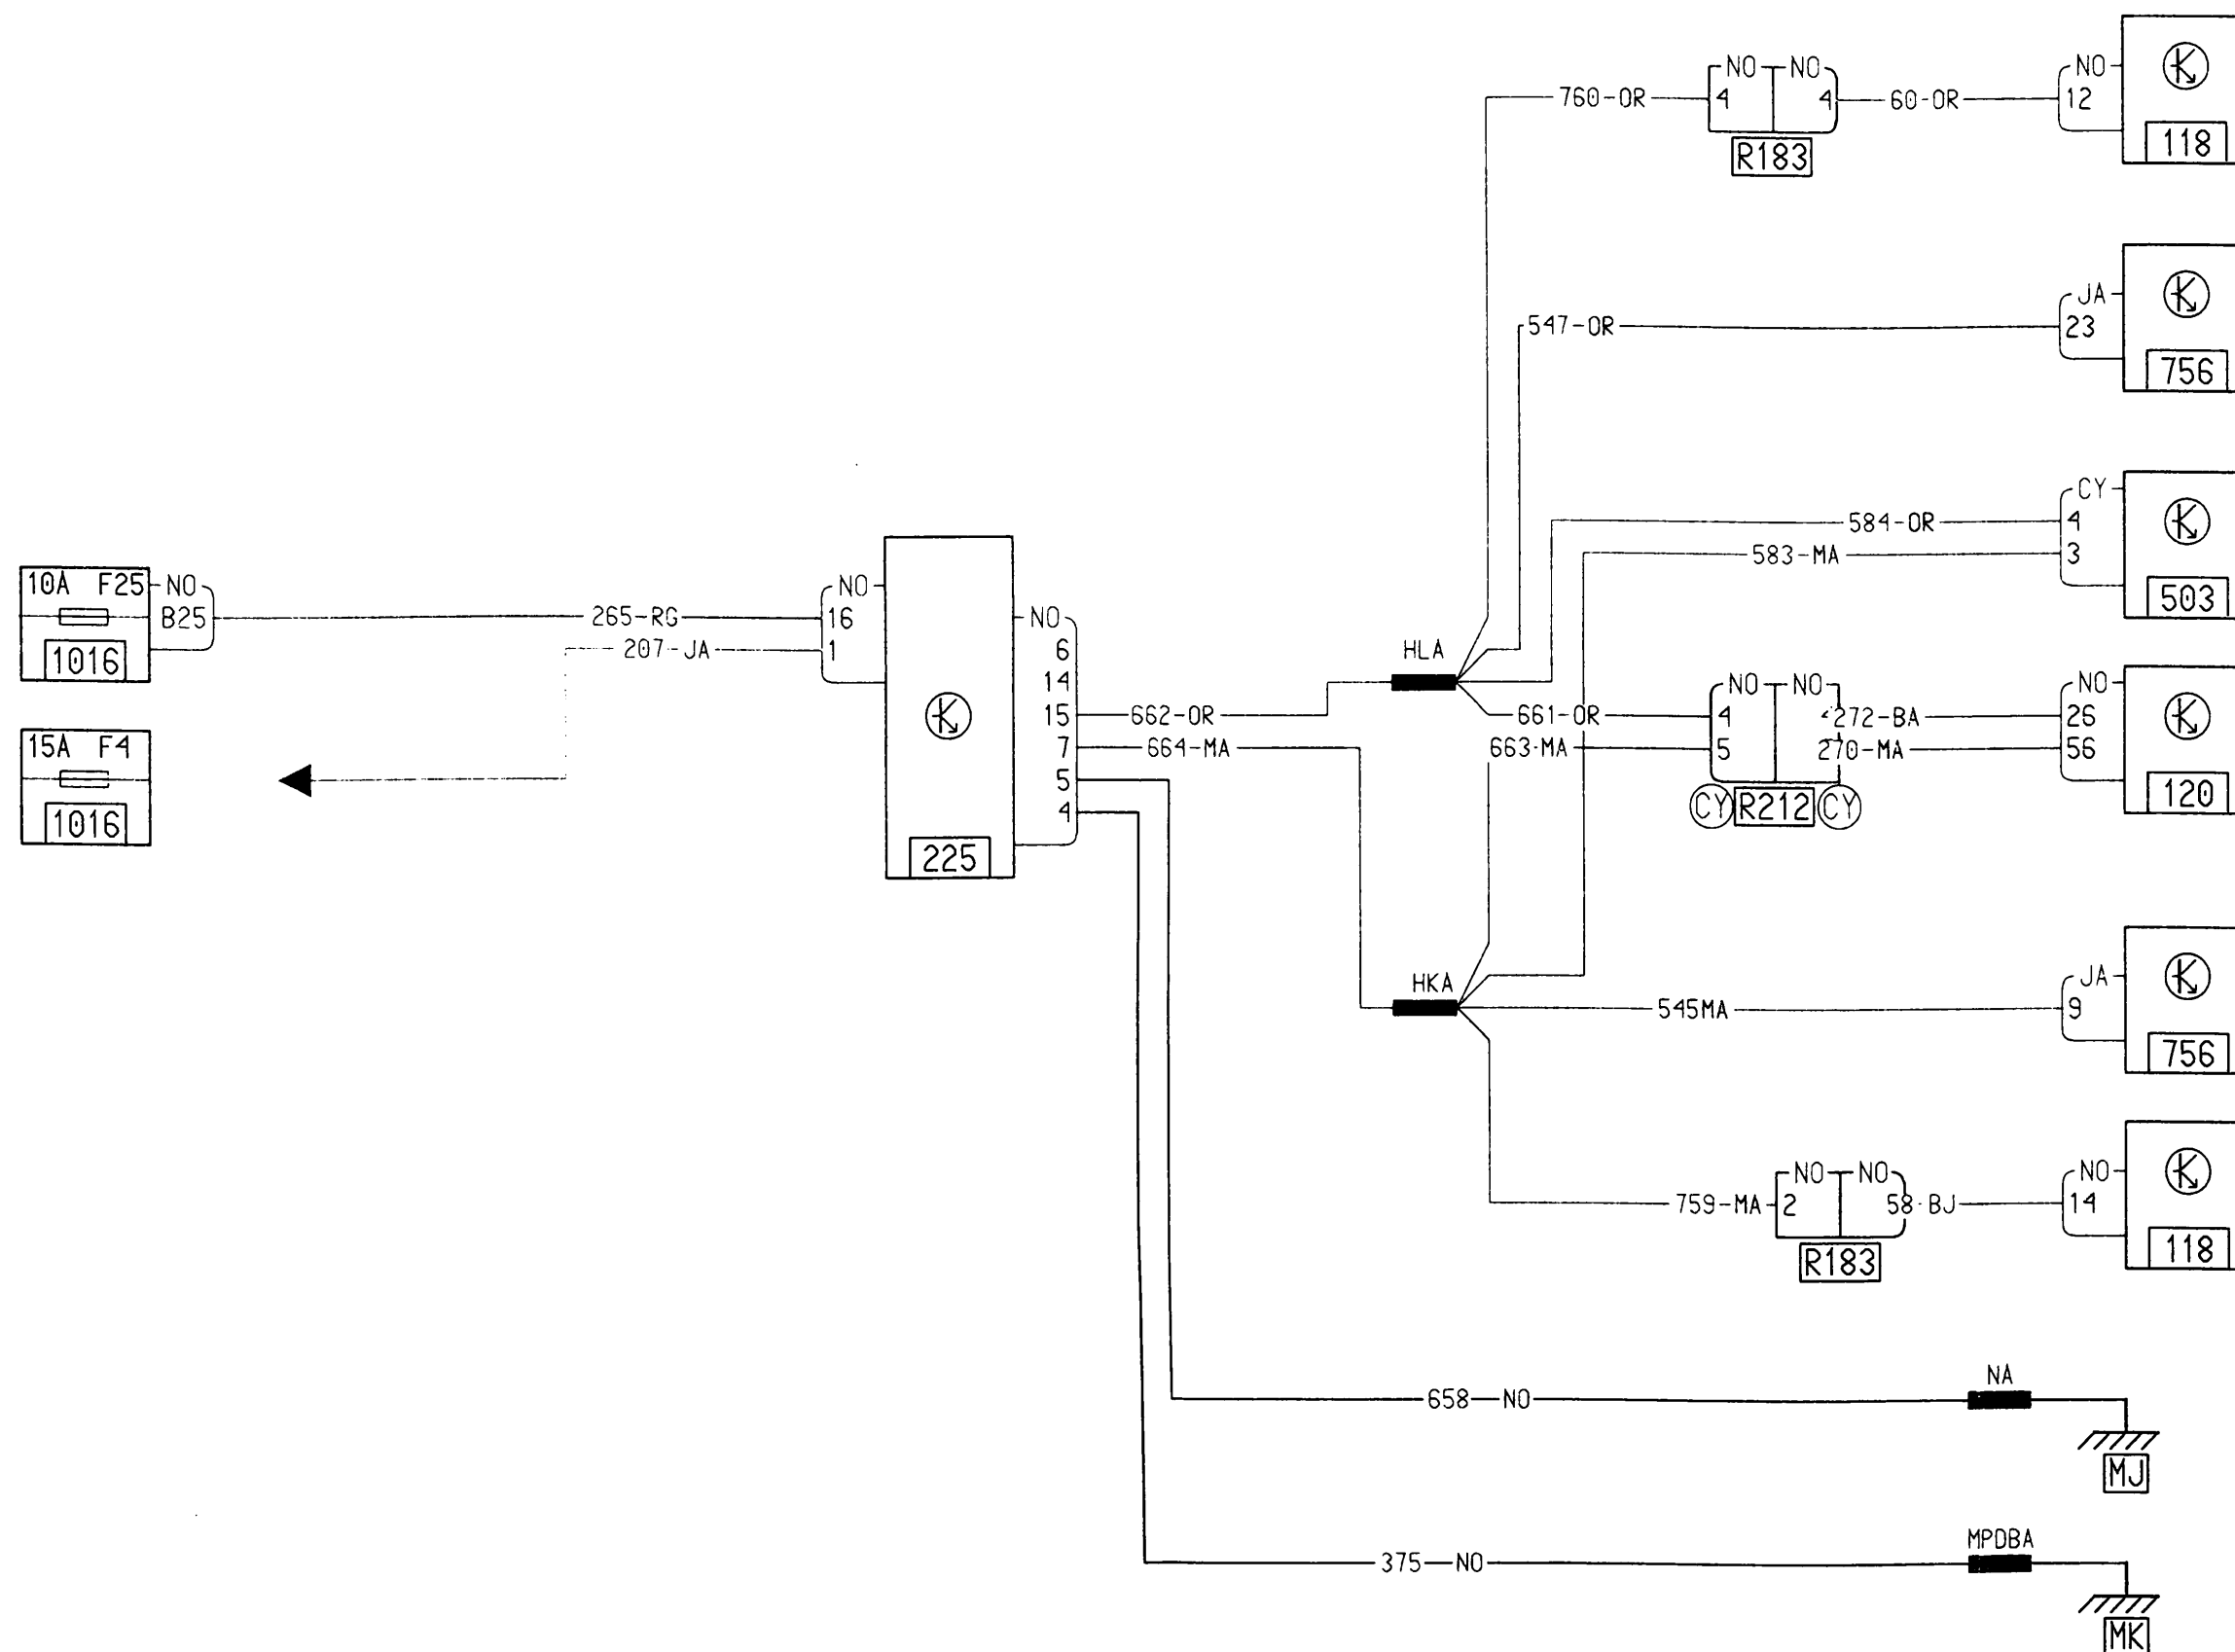 10A F25
NO
B25
1016
15A F4
1016
265-RG
207-JA
NO
16
1
225
NO
6
14
15
7
5
4
662-OR
664-MA
HLA
HKA
760-OR
NO NO
4 4
R183
60-OR
NO
12
118
547-OR
JA
23
756
584-OR
583-MA
CY
4
3
503
661-OR
663-MA
NO NO
4
5
CY R212 CY
272-BA
270-MA
NO
26
56
120
545MA
JA
9
756
759-MA
NO NO
2
R183
58-BJ
NO
14
118
658-NO
NA
MJ
375-NO
MPDBA
MK